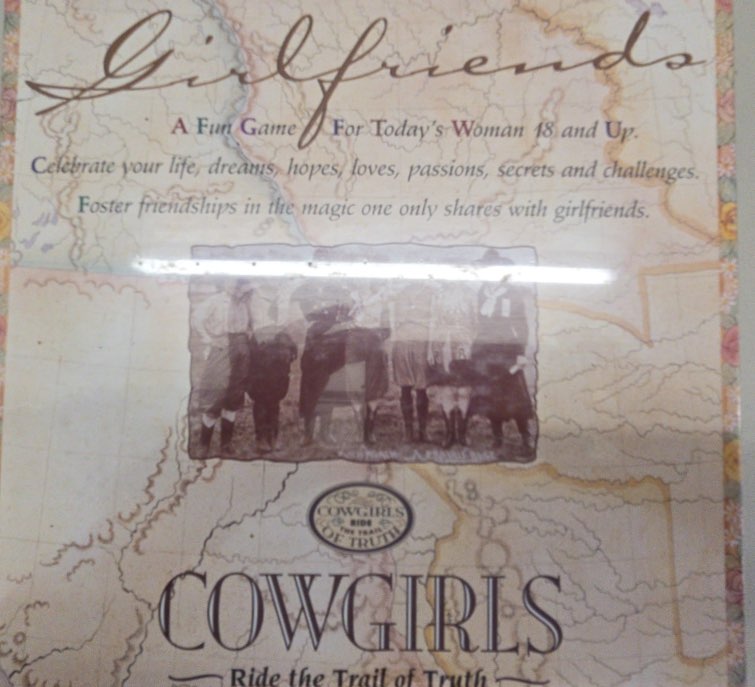 Girlfriends
A Fun Game For Today's Woman 18 and Up.
Celebrate your life, dreams, hopes, loves, passions, secrets and challenges.
Foster friendships in the magic one only shares with girlfriends.
COWGIRLS
RIDE
THE TRAIL
OF TRUTH
COWGIRLS
Ride the Trail of Truth